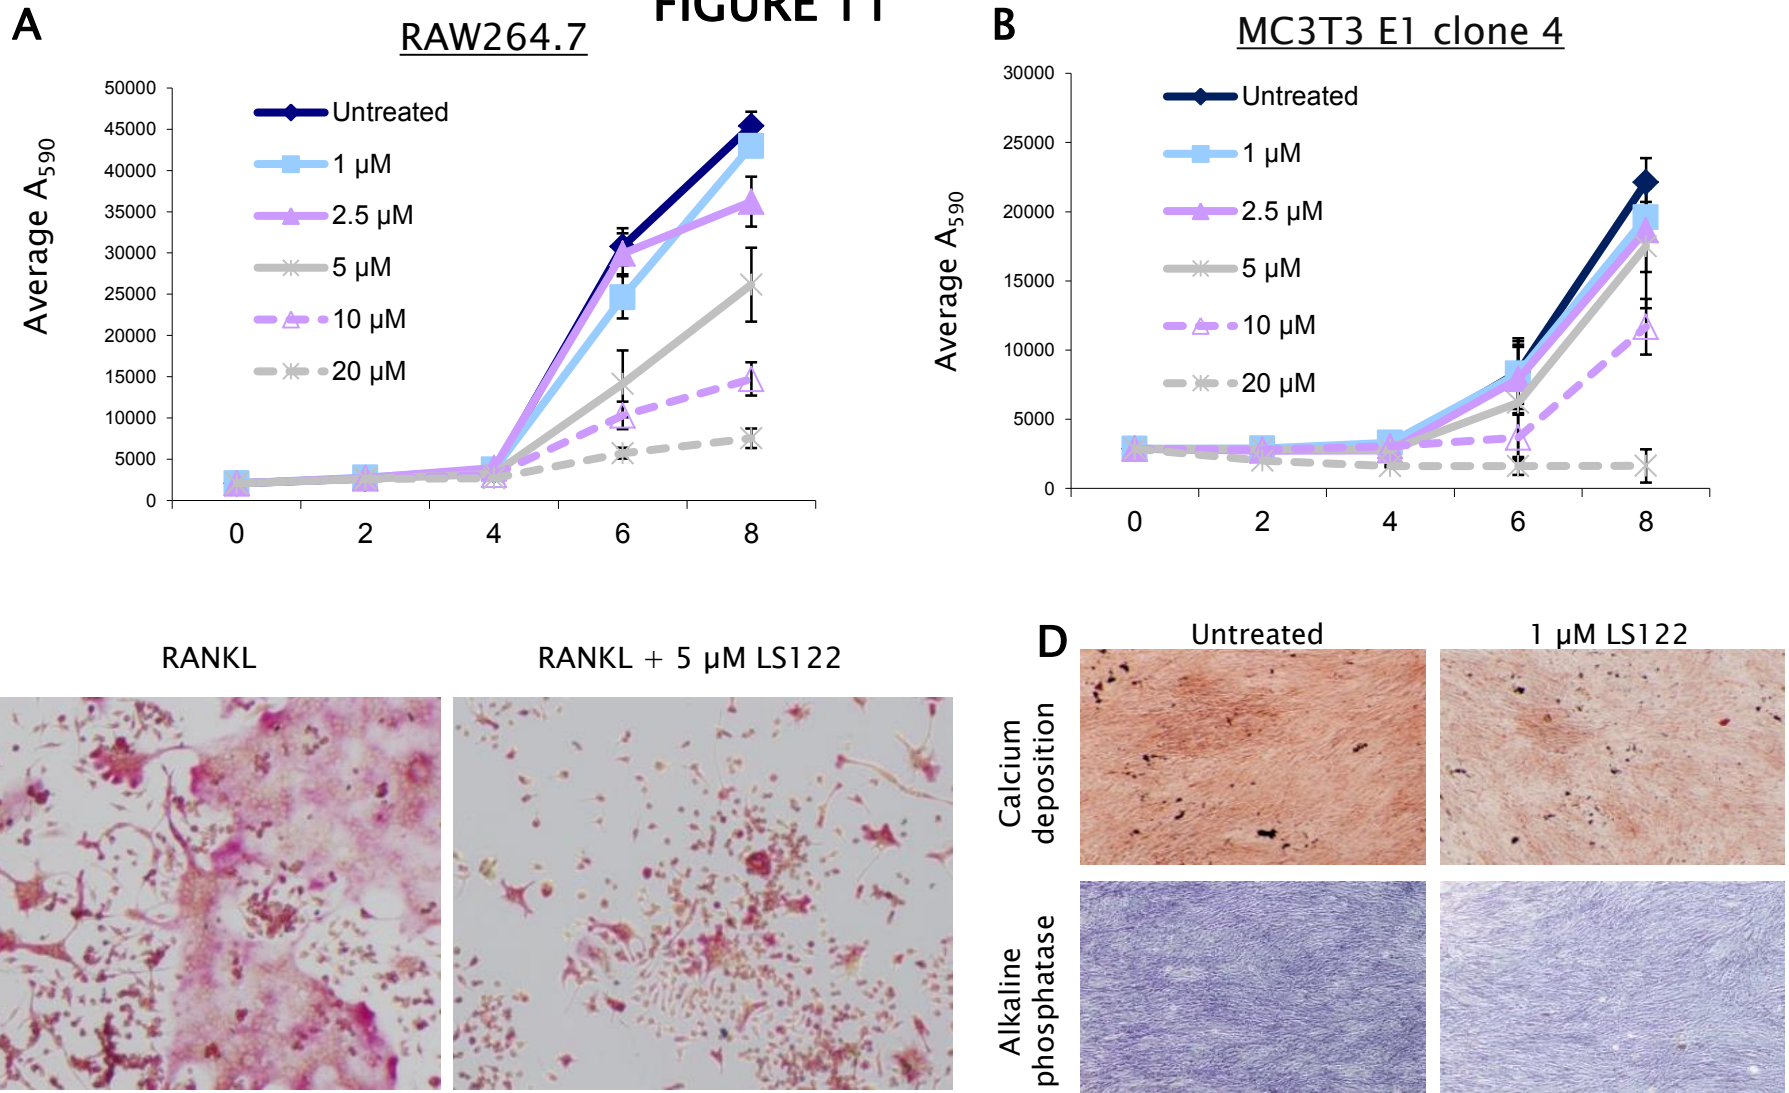 FIGURE 11
A
RAW264.7
50000
45000
40000
35000
30000
25000
20000
15000
10000
5000
0
Average A590
Untreated
1 µM
2.5 µM
5 µM
10 µM
20 µM
0 2 4 6 8
B
MC3T3 E1 clone 4
30000
25000
20000
15000
10000
5000
0
Average A590
Untreated
1 µM
2.5 µM
5 µM
10 µM
20 µM
0 2 4 6 8
RANKL
RANKL + 5 µM LS122
D
Untreated
1 µM LS122
Calcium
deposition
Alkaline
phosphatase